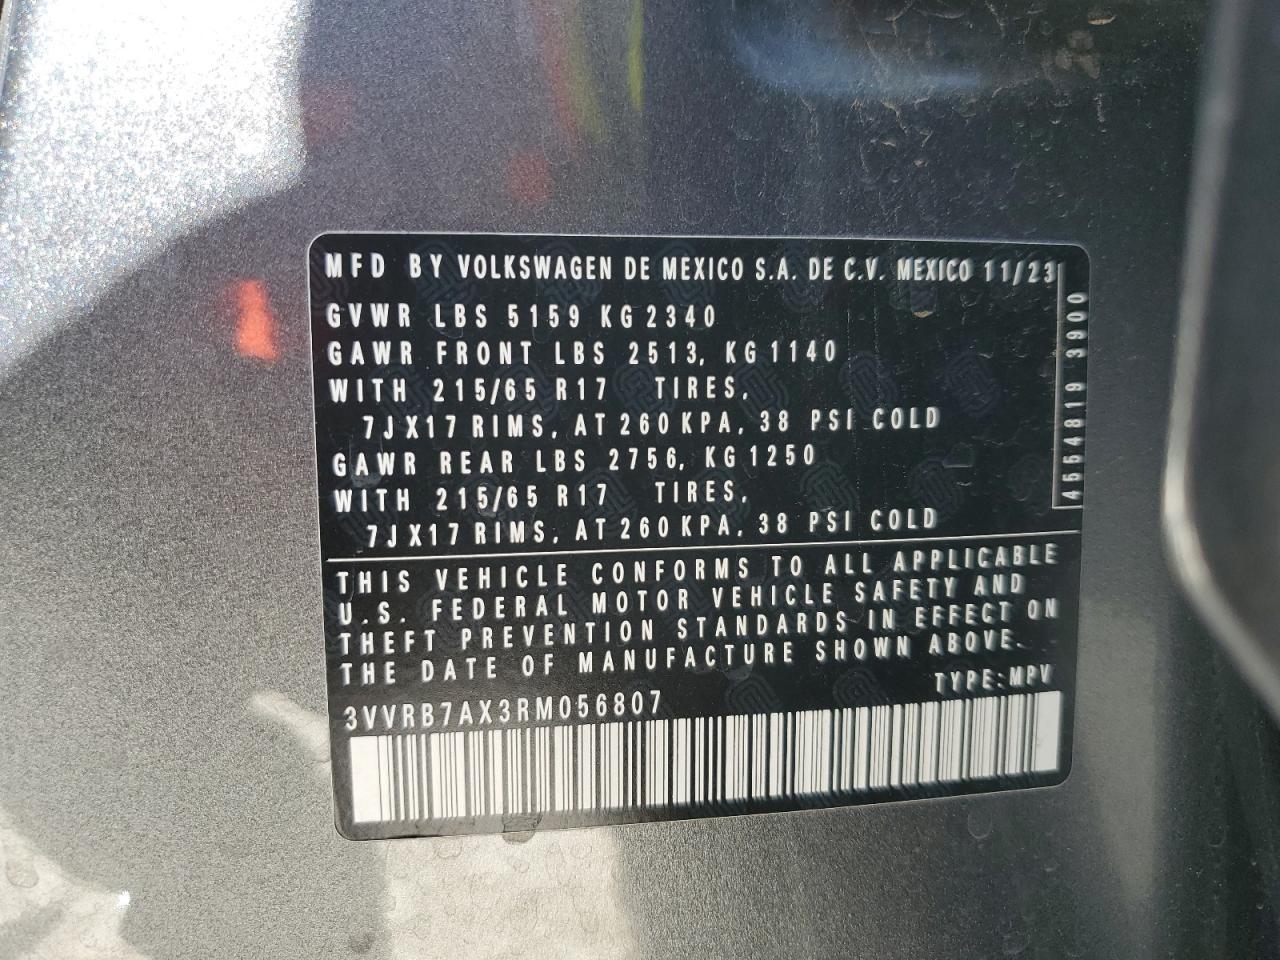 MFD BY VOLKSWAGEN DE MEXICO S.A. DE C.V. MEXICO 11/23
GVWR LBS 5159 KG 2340
GAWR FRONT LBS 2513, KG 1140
WITH 215/65 R17 TIRES,
7JX17 RIMS, AT 260 KPA, 38 PSI COLD
GAWR REAR LBS 2756, KG 1250
WITH 215/65 R17 TIRES,
7JX17 RIMS, AT 260 KPA, 38 PSI COLD
4554819 3900
THIS VEHICLE CONFORMS TO ALL APPLICABLE
U.S. FEDERAL MOTOR VEHICLE SAFETY AND
THEFT PREVENTION STANDARDS IN EFFECT ON
THE DATE OF MANUFACTURE SHOWN ABOVE.
TYPE: MPV
3VVRB7AX3RM056807